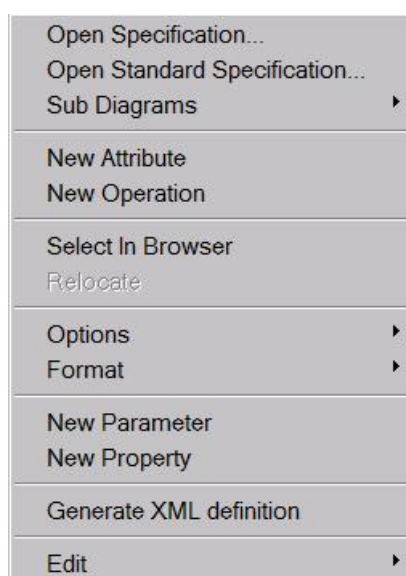 Open Specification...
Open Standard Specification...
Sub Diagrams
New Attribute
New Operation
Select In Browser
Relocate
Options
Format
New Parameter
New Property
Generate XML definition
Edit